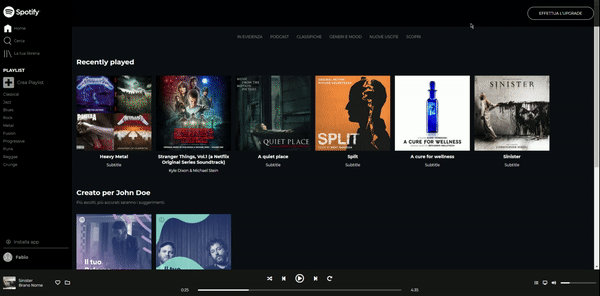 Spotify
EFFETTUA L'UPGRADE
Home
Cerca
La tua libreria
IN EVIDENZA PODCAST CLASSIFICHE GENERI E MOOD NUOVE USCITE SCOPRI
PLAYLIST
Crea Playlist
Classical
Jazz
Blues
Rock
Metal
Fusion
Progressive
Punk
Reggae
Grunge
Recently played
STRANGER THINGS
A QUIET PLACE
SPLIT
A CURE FOR WELLNESS
SINISTER
Heavy Metal
Subtitle
Stranger Things, Vol.1 (a Netflix
Original Series Soundtrack)
Kyle Dixon & Michael Stein
A quiet place
Subtitle
Split
Subtitle
A cure for wellness
Subtitle
Sinister
Subtitle
Creato per John Doe
Più ascolti, più accurati saranno i suggerimenti
Il tuo
Il tuo
Installa app
Fabio
Sinister
Brano Nome
0:25
4:35